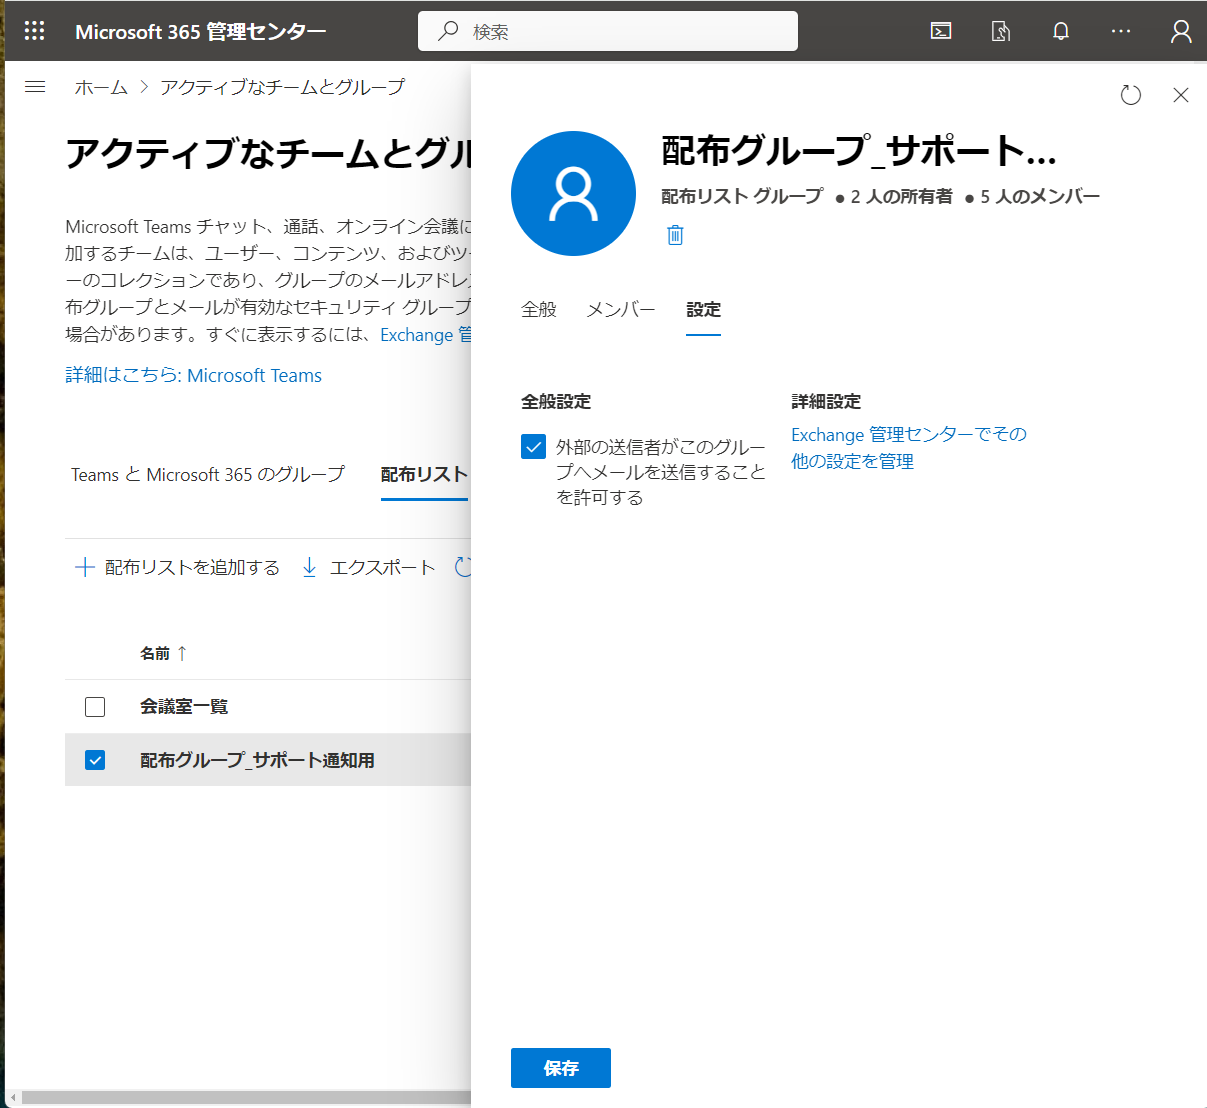 Microsoft 365 管理センター
検索
ホーム > アクティブなチームとグループ
アクティブなチームとグル
Microsoft Teams チャット、通話、オンライン会議に
加するチームは、ユーザー、コンテンツ、およびツー
ーのコレクションであり、グループのメールアドレス
布グループとメールが有効なセキュリティ グループ
場合があります。すぐに表示するには、Exchange 管
詳細はこちら: Microsoft Teams
Teams と Microsoft 365 のグループ
配布リスト
配布リストを追加する
エクスポート
名前 ↑
会議室一覧
配布グループ_サポート通知用
配布グループ_サポート...
配布リスト グループ ● 2 人の所有者 ● 5 人のメンバー
全般
メンバー
設定
全般設定
外部の送信者がこのグルー
プへメールを送信すること
を許可する
詳細設定
Exchange 管理センターでその
他の設定を管理
保存